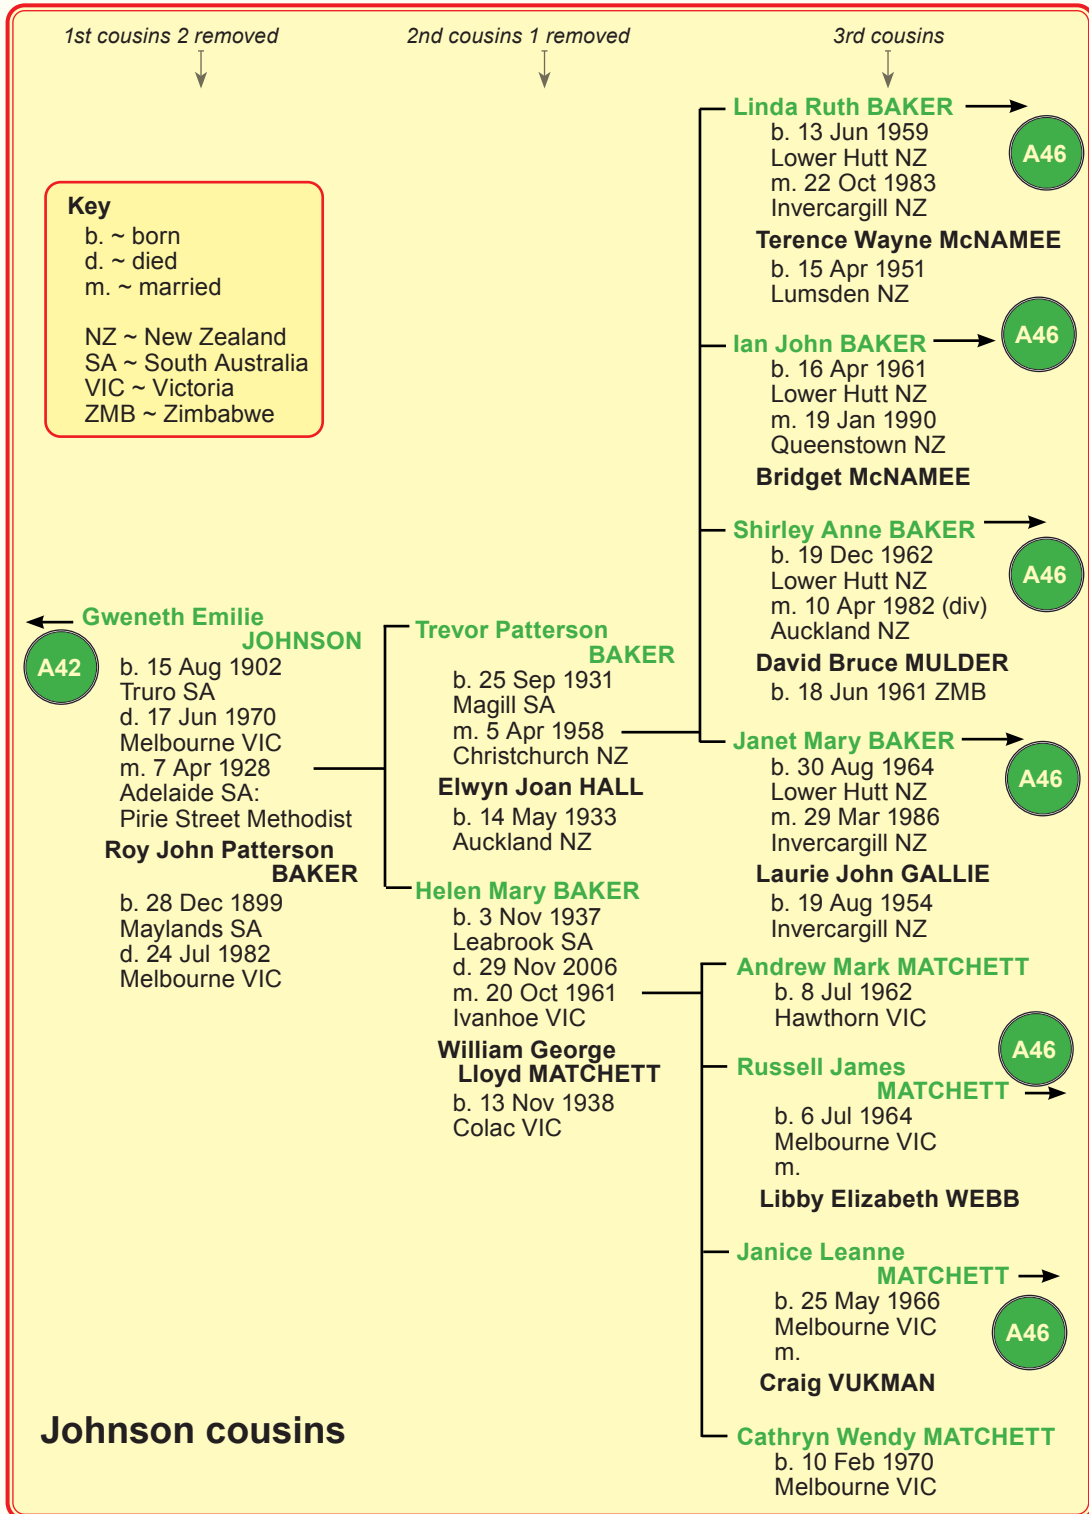 1st cousins 2 removed
2nd cousins 1 removed
3rd cousins
Key
b. ~ born
d. ~ died
m. ~ married
NZ ~ New Zealand
SA ~ South Australia
VIC ~ Victoria
ZMB ~ Zimbabwe
A42
Gweneth Emilie
JOHNSON
b. 15 Aug 1902
Truro SA
d. 17 Jun 1970
Melbourne VIC
m. 7 Apr 1928
Adelaide SA:
Pirie Street Methodist
Roy John Patterson
BAKER
b. 28 Dec 1899
Maylands SA
d. 24 Jul 1982
Melbourne VIC
Trevor Patterson
BAKER
b. 25 Sep 1931
Magill SA
m. 5 Apr 1958
Christchurch NZ
Elwyn Joan HALL
b. 14 May 1933
Auckland NZ
Helen Mary BAKER
b. 3 Nov 1937
Leabrook SA
d. 29 Nov 2006
m. 20 Oct 1961
Ivanhoe VIC
William George
Lloyd MATCHETT
b. 13 Nov 1938
Colac VIC
Linda Ruth BAKER
b. 13 Jun 1959
Lower Hutt NZ
m. 22 Oct 1983
Invercargill NZ
A46
Terence Wayne McNAMEE
b. 15 Apr 1951
Lumsden NZ
Ian John BAKER
b. 16 Apr 1961
Lower Hutt NZ
m. 19 Jan 1990
Queenstown NZ
A46
Bridget McNAMEE
Shirley Anne BAKER
b. 19 Dec 1962
Lower Hutt NZ
m. 10 Apr 1982 (div)
Auckland NZ
A46
David Bruce MULDER
b. 18 Jun 1961 ZMB
Janet Mary BAKER
b. 30 Aug 1964
Lower Hutt NZ
m. 29 Mar 1986
Invercargill NZ
A46
Laurie John GALLIE
b. 19 Aug 1954
Invercargill NZ
Andrew Mark MATCHETT
b. 8 Jul 1962
Hawthorn VIC
A46
Russell James
MATCHETT
b. 6 Jul 1964
Melbourne VIC
m.
Libby Elizabeth WEBB
Janice Leanne
MATCHETT
b. 25 May 1966
Melbourne VIC
m.
A46
Craig VUKMAN
Cathryn Wendy MATCHETT
b. 10 Feb 1970
Melbourne VIC
Johnson cousins